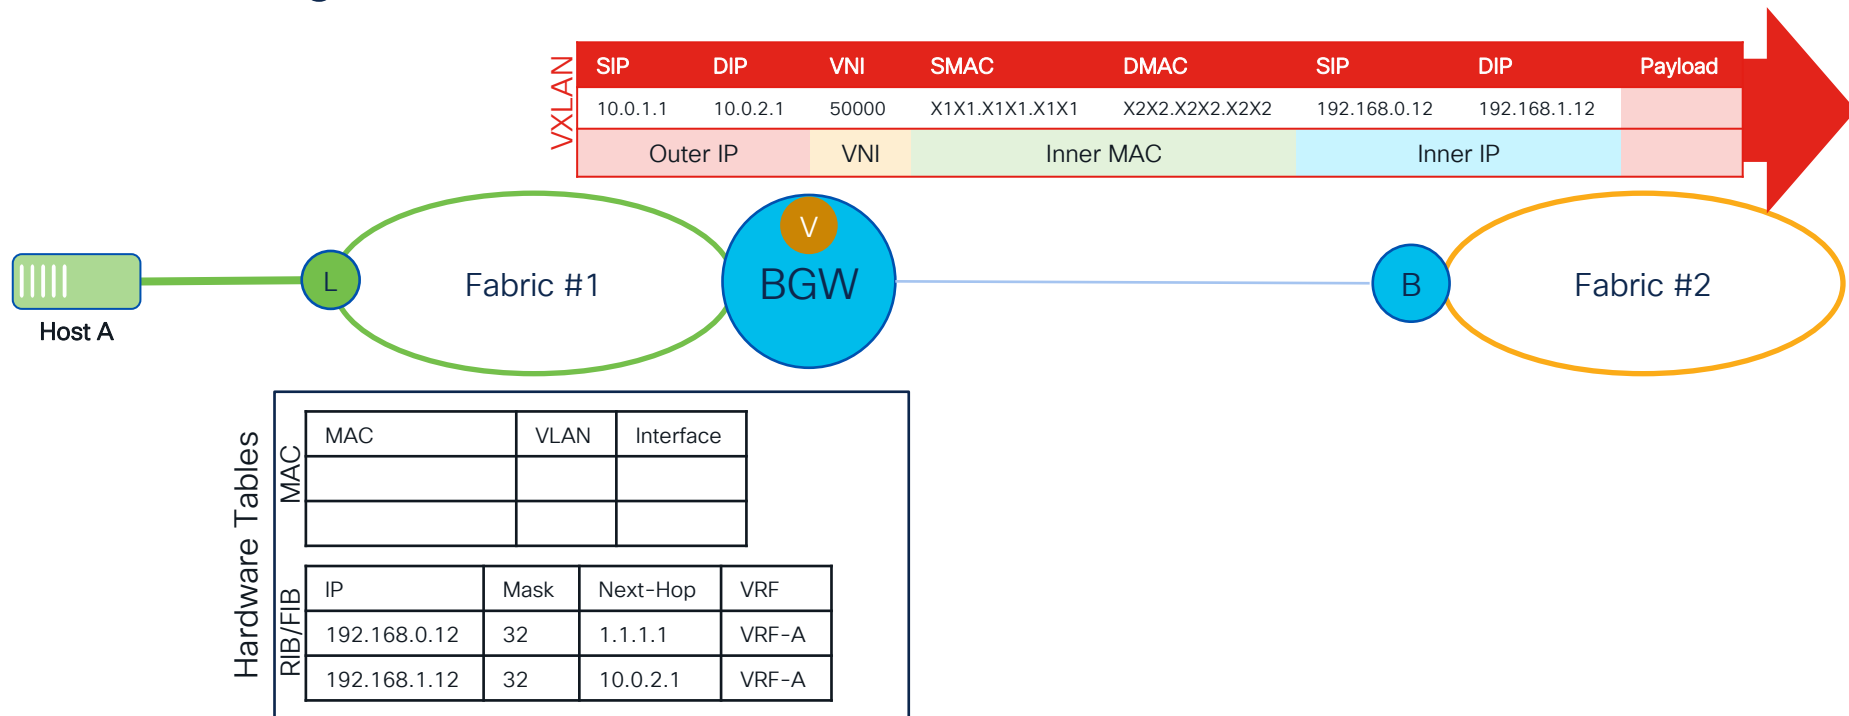 VXLAN
SIP DIP VNI SMAC DMAC SIP DIP Payload
10.0.1.1 10.0.2.1 50000 X1X1.X1X1.X1X1 X2X2.X2X2.X2X2 192.168.0.12 192.168.1.12
Outer IP VNI Inner MAC Inner IP
V
L Fabric #1 BGW B Fabric #2
Host A
Hardware Tables
MAC
MAC VLAN Interface
RIB/FIB
IP Mask Next-Hop VRF
192.168.0.12 32 1.1.1.1 VRF-A
192.168.1.12 32 10.0.2.1 VRF-A